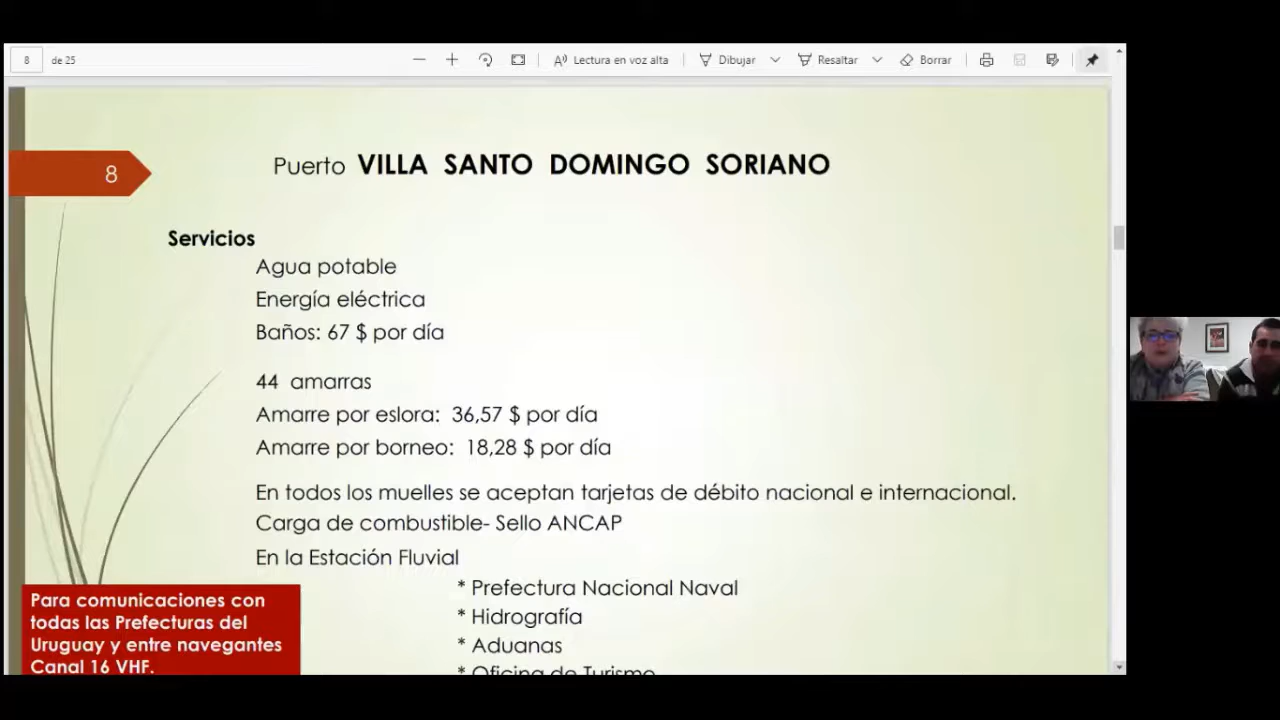 8 de 25 Lectura en voz alta Dibujar Resaltar Borrar
Puerto VILLA SANTO DOMINGO SORIANO
8
Servicios
Agua potable
Energía eléctrica
Baños: 67 $ por día
44 amarras
Amarre por eslora: 36,57 $ por día
Amarre por borneo: 18,28 $ por día
En todos los muelles se aceptan tarjetas de débito nacional e internacional.
Carga de combustible- Sello ANCAP
En la Estación Fluvial
* Prefectura Nacional Naval
* Hidrografía
* Aduanas
* Oficina de Turismo
Para comunicaciones con
todas las Prefecturas del
Uruguay y entre navegantes
Canal 16 VHF.